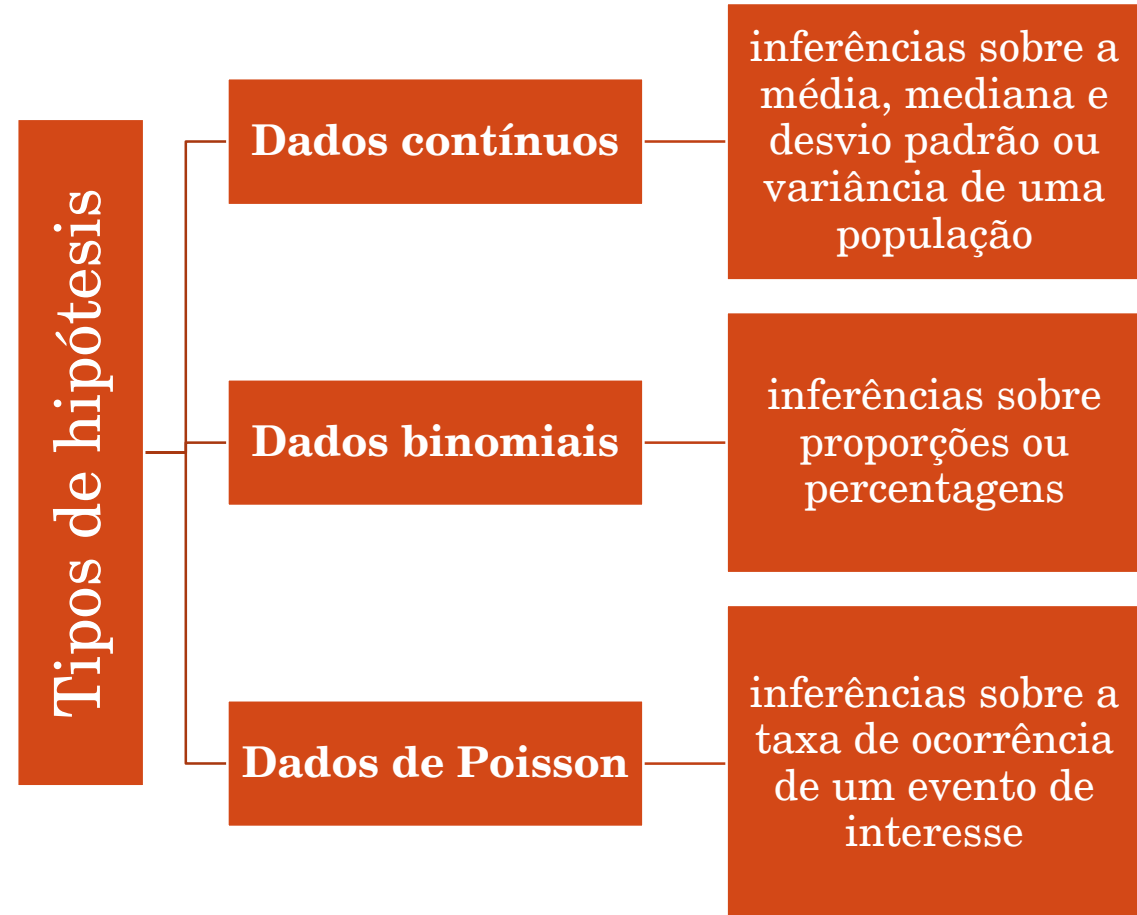 Tipos de hipótesis
Dados contínuos
inferências sobre a
média, mediana e
desvio padrão ou
variância de uma
população
Dados binomiais
inferências sobre
proporções ou
percentagens
Dados de Poisson
inferências sobre a
taxa de ocorrência
de um evento de
interesse